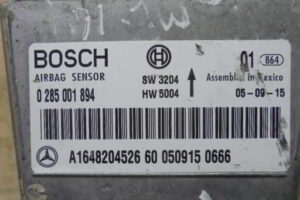 BOSCH
01 864
AIRBAG SENSOR
SW 3204
Assembled in Mexico
0 285 001 894
HW 5004
05-09-15
A1648204526 60 050915 0666